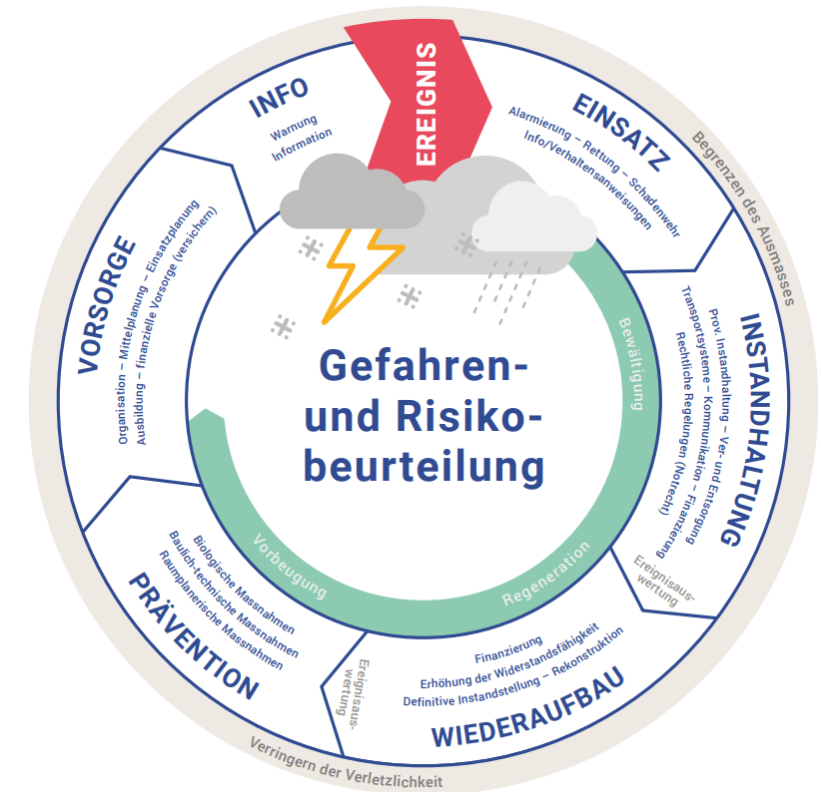 EREIGNIS
EINSATZ
Alarmierung – Rettung – Schadenwehr
Info/Verhaltensanweisungen
Begrenzen des Ausmasses
INSTANDHALTUNG
Prov. Instandhaltung – Ver- und Entsorgung
Transportsysteme – Kommunikation – Finanzierung
Rechtliche Regelungen (Notrecht)
Ereignisaus-
wertung
WIEDERAUFBAU
Finanzierung
Erhöhung der Widerstandsfähigkeit
Definitive Instandstellung – Rekonstruktion
Ereignisaus-
wertung
Verringern der Verletzlichkeit
PRÄVENTION
Biologische Massnahmen
Baulich-technische Massnahmen
Raumplanerische Massnahmen
VORSORGE
Organisation – Mittelplanung – Einsatzplanung
Ausbildung – finanzielle Vorsorge (versichern)
INFO
Warnung
Information
Bewältigung
Regeneration
Vorbeugung
Gefahren-
und Risiko-
beurteilung